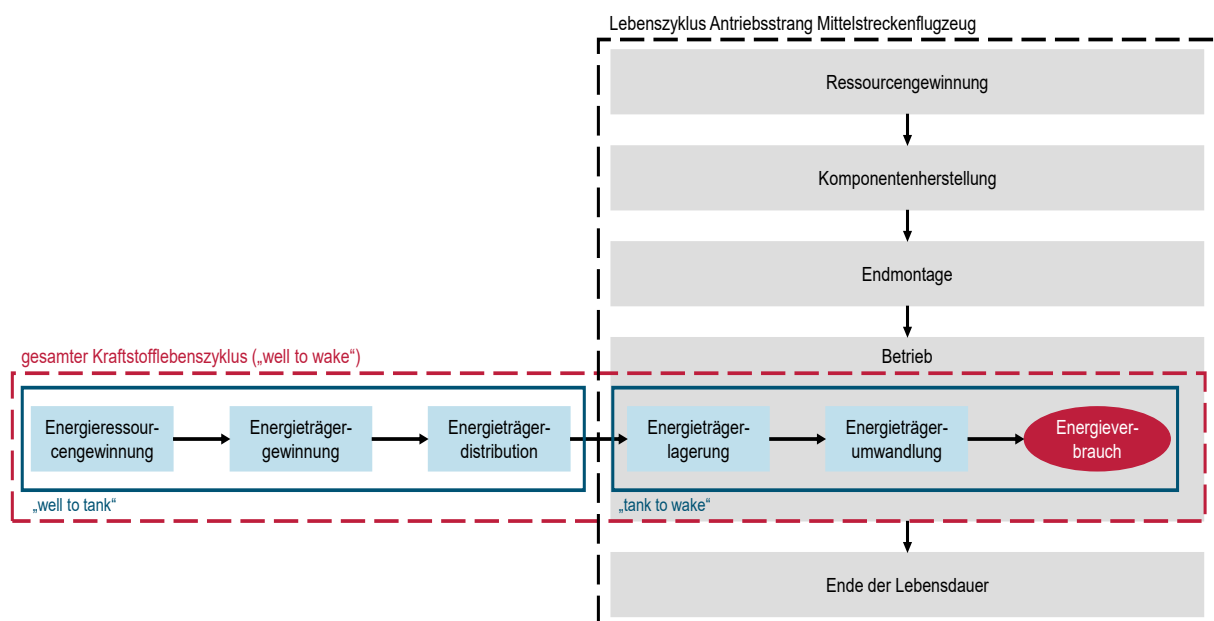 Lebenszyklus Antriebsstrang Mittelstreckenflugzeug
Ressourcengewinnung
Komponentenherstellung
Endmontage
Betrieb
gesamter Kraftstofflebenszyklus („well to wake“)
Energieressour-
cengewinnung
Energieträger-
gewinnung
Energieträger-
distribution
Energieträger-
lagerung
Energieträger-
umwandlung
Energiever-
brauch
„well to tank“
„tank to wake“
Ende der Lebensdauer